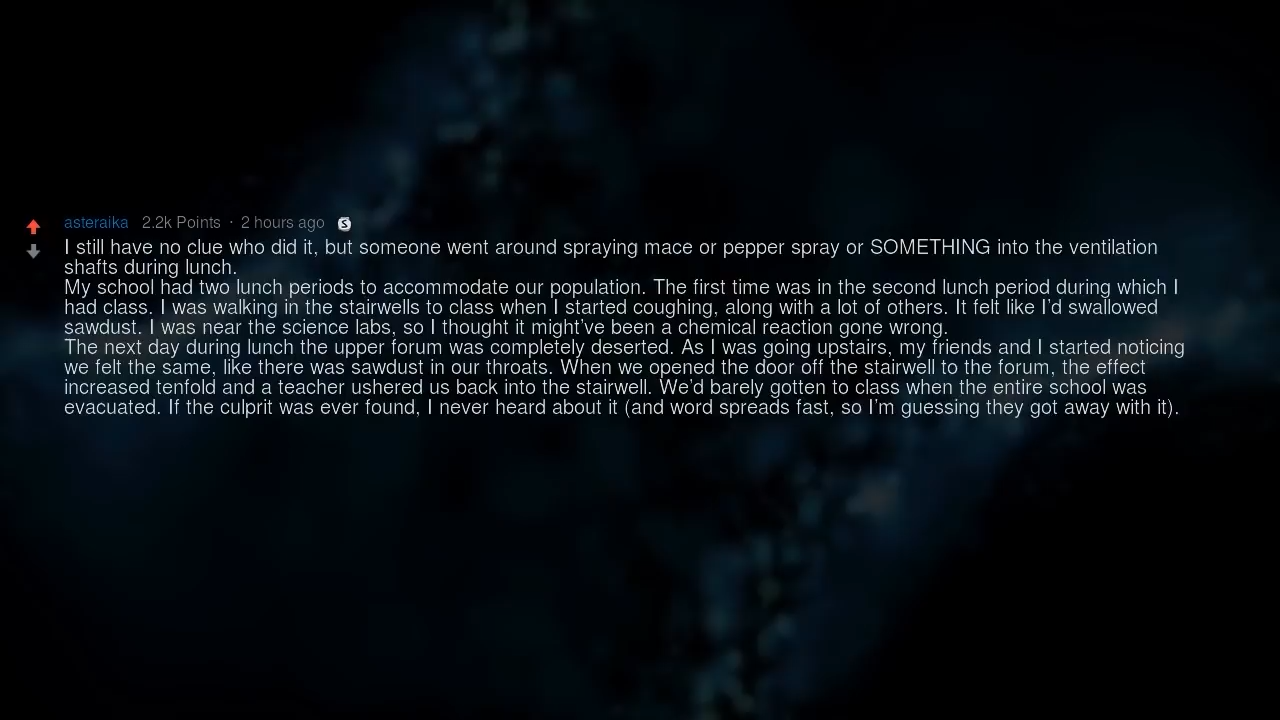 asteraika 2.2k Points · 2 hours ago S
I still have no clue who did it, but someone went around spraying mace or pepper spray or SOMETHING into the ventilation
shafts during lunch.
My school had two lunch periods to accommodate our population. The first time was in the second lunch period during which I
had class. I was walking in the stairwells to class when I started coughing, along with a lot of others. It felt like I'd swallowed
sawdust. I was near the science labs, so I thought it might've been a chemical reaction gone wrong.
The next day during lunch the upper forum was completely deserted. As I was going upstairs, my friends and I started noticing
we felt the same, like there was sawdust in our throats. When we opened the door off the stairwell to the forum, the effect
increased tenfold and a teacher ushered us back into the stairwell. We'd barely gotten to class when the entire school was
evacuated. If the culprit was ever found, I never heard about it (and word spreads fast, so I'm guessing they got away with it).